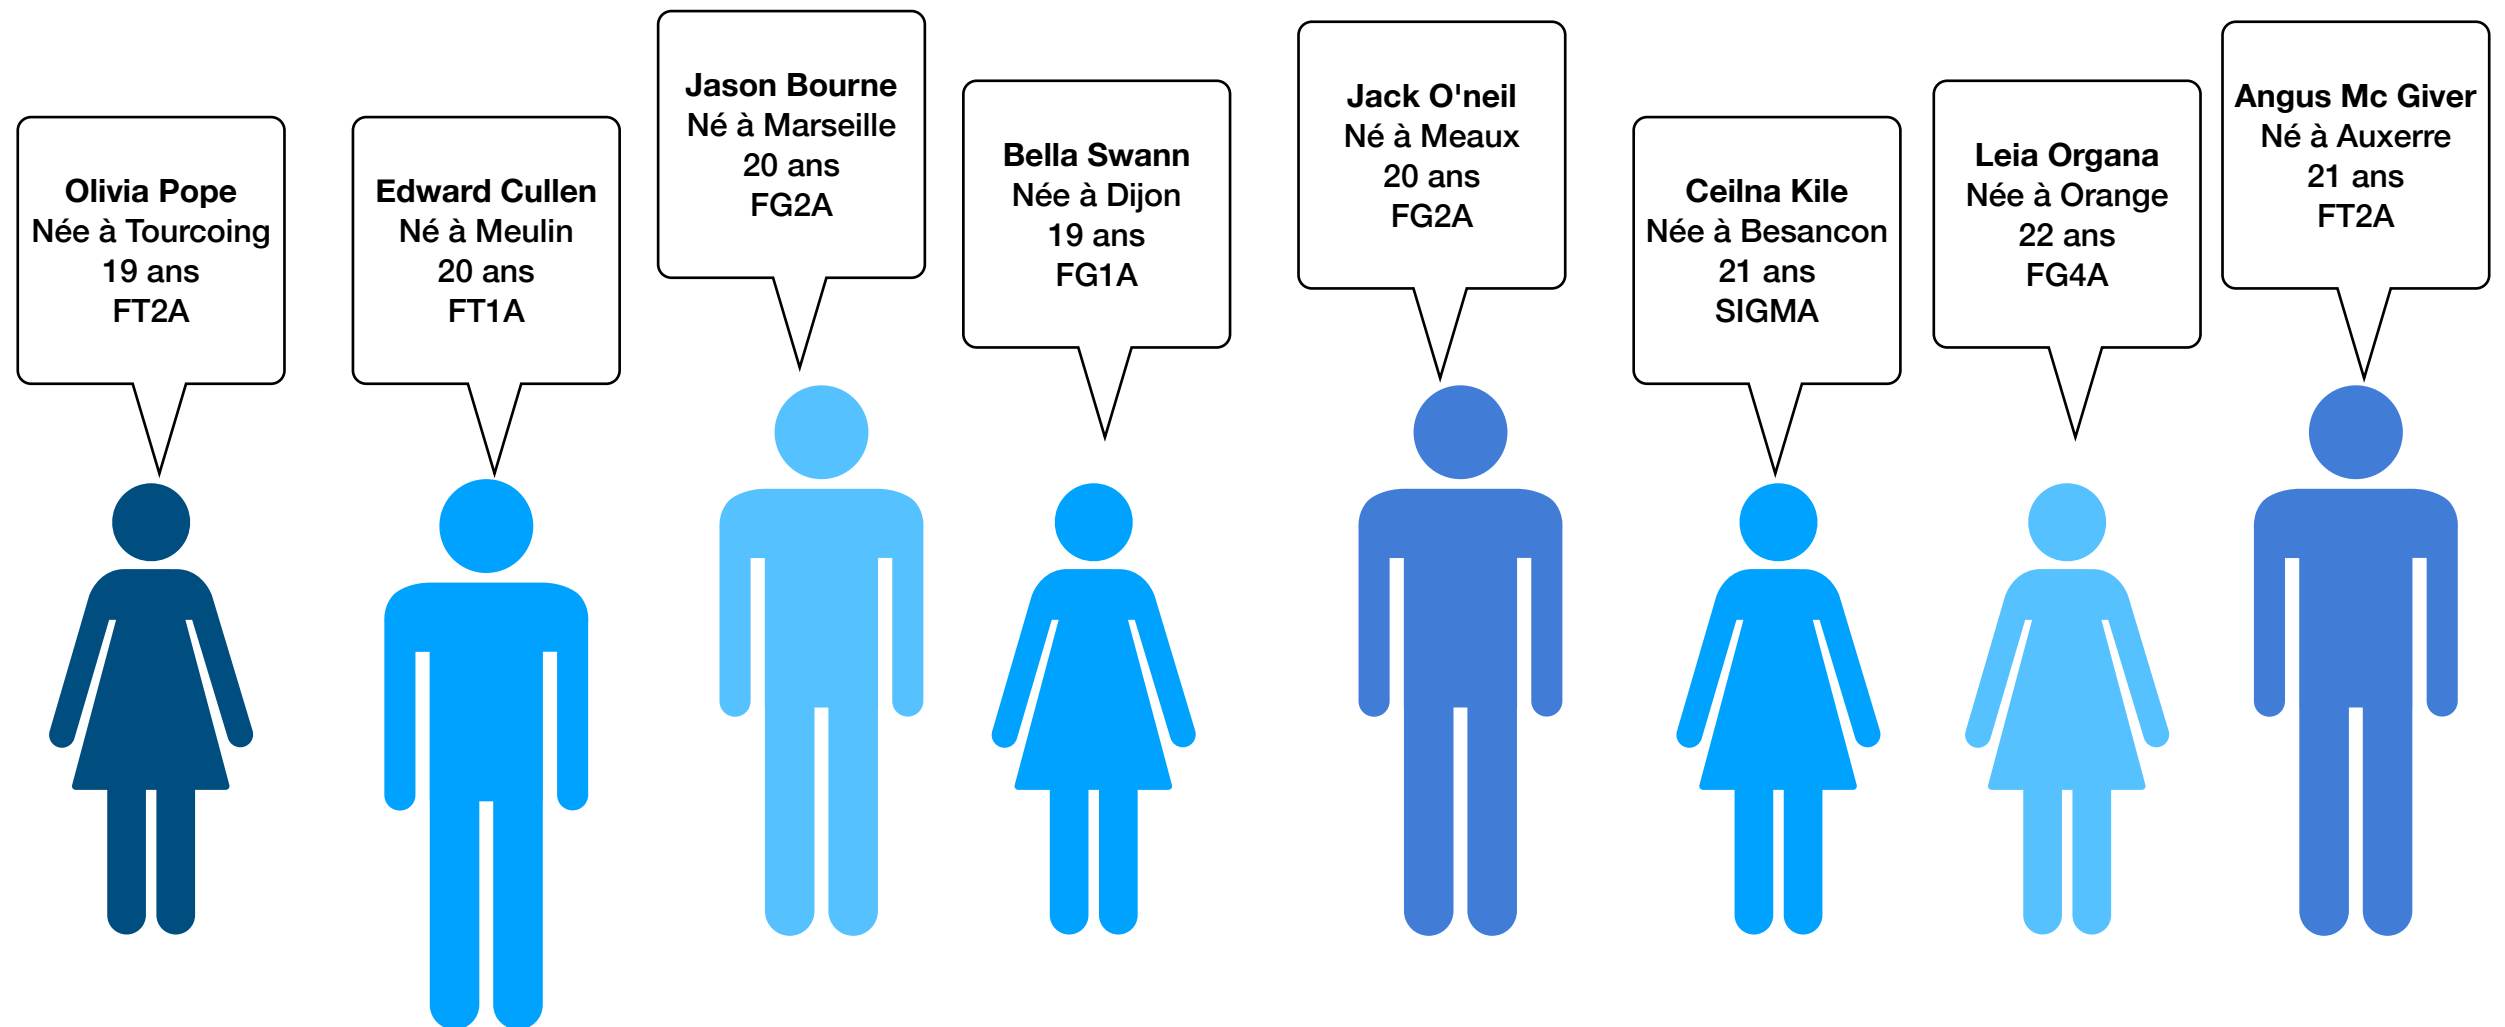 Olivia Pope
Née à Tourcoing
19 ans
FT2A
Edward Cullen
Né à Meulin
20 ans
FT1A
Jason Bourne
Né à Marseille
20 ans
FG2A
Bella Swann
Née à Dijon
19 ans
FG1A
Jack O'neil
Né à Meaux
20 ans
FG2A
Ceilna Kile
Née à Besancon
21 ans
SIGMA
Leia Organa
Née à Orange
22 ans
FG4A
Angus Mc Giver
Né à Auxerre
21 ans
FT2A